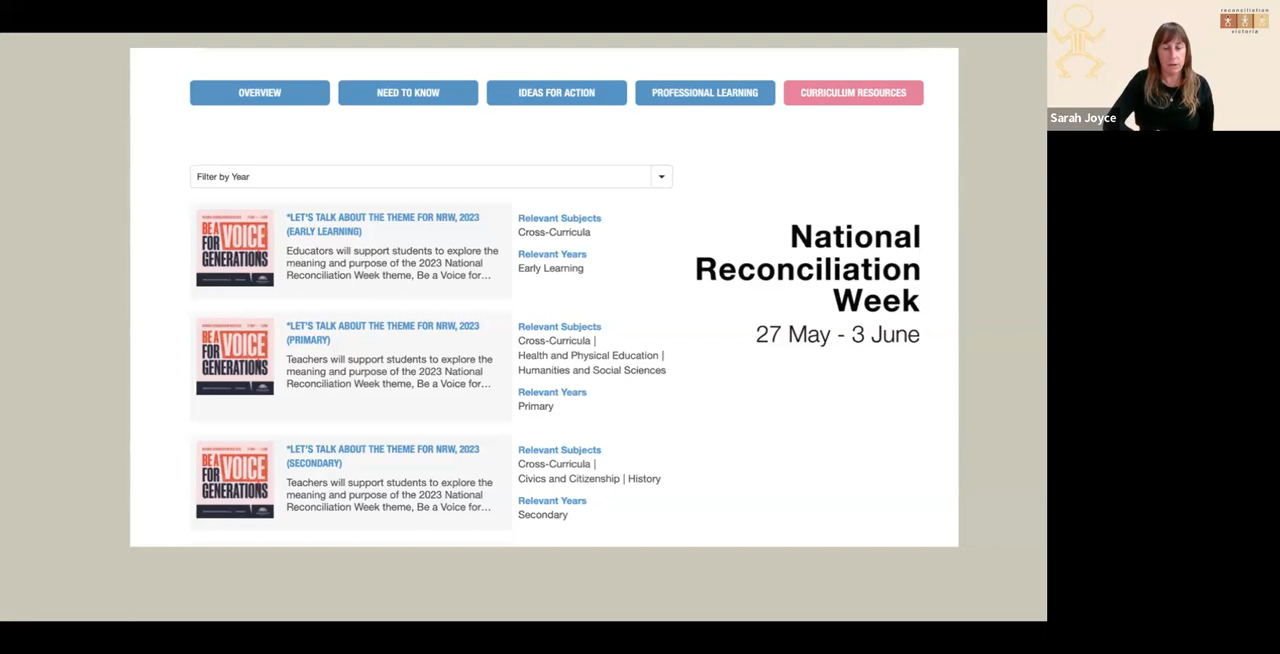 OVERVIEW
NEED TO KNOW
IDEAS FOR ACTION
PROFESSIONAL LEARNING
CURRICULUM RESOURCES
Filter by Year
BE A
VOICE
FOR
GENERATIONS
*LET'S TALK ABOUT THE THEME FOR NRW, 2023
(EARLY LEARNING)
Educators will support students to explore the
meaning and purpose of the 2023 National
Reconciliation Week theme, Be a Voice for...
Relevant Subjects
Cross-Curricula
Relevant Years
Early Learning
BE A
VOICE
FOR
GENERATIONS
*LET'S TALK ABOUT THE THEME FOR NRW, 2023
(PRIMARY)
Teachers will support students to explore the
meaning and purpose of the 2023 National
Reconciliation Week theme, Be a Voice for...
Relevant Subjects
Cross-Curricula |
Health and Physical Education |
Humanities and Social Sciences
Relevant Years
Primary
BE A
VOICE
FOR
GENERATIONS
*LET'S TALK ABOUT THE THEME FOR NRW, 2023
(SECONDARY)
Teachers will support students to explore the
meaning and purpose of the 2023 National
Reconciliation Week theme, Be a Voice for...
Relevant Subjects
Cross-Curricula |
Civics and Citizenship | History
Relevant Years
Secondary
National
Reconciliation
Week
27 May - 3 June
reconciliation
victoria
Sarah Joyce